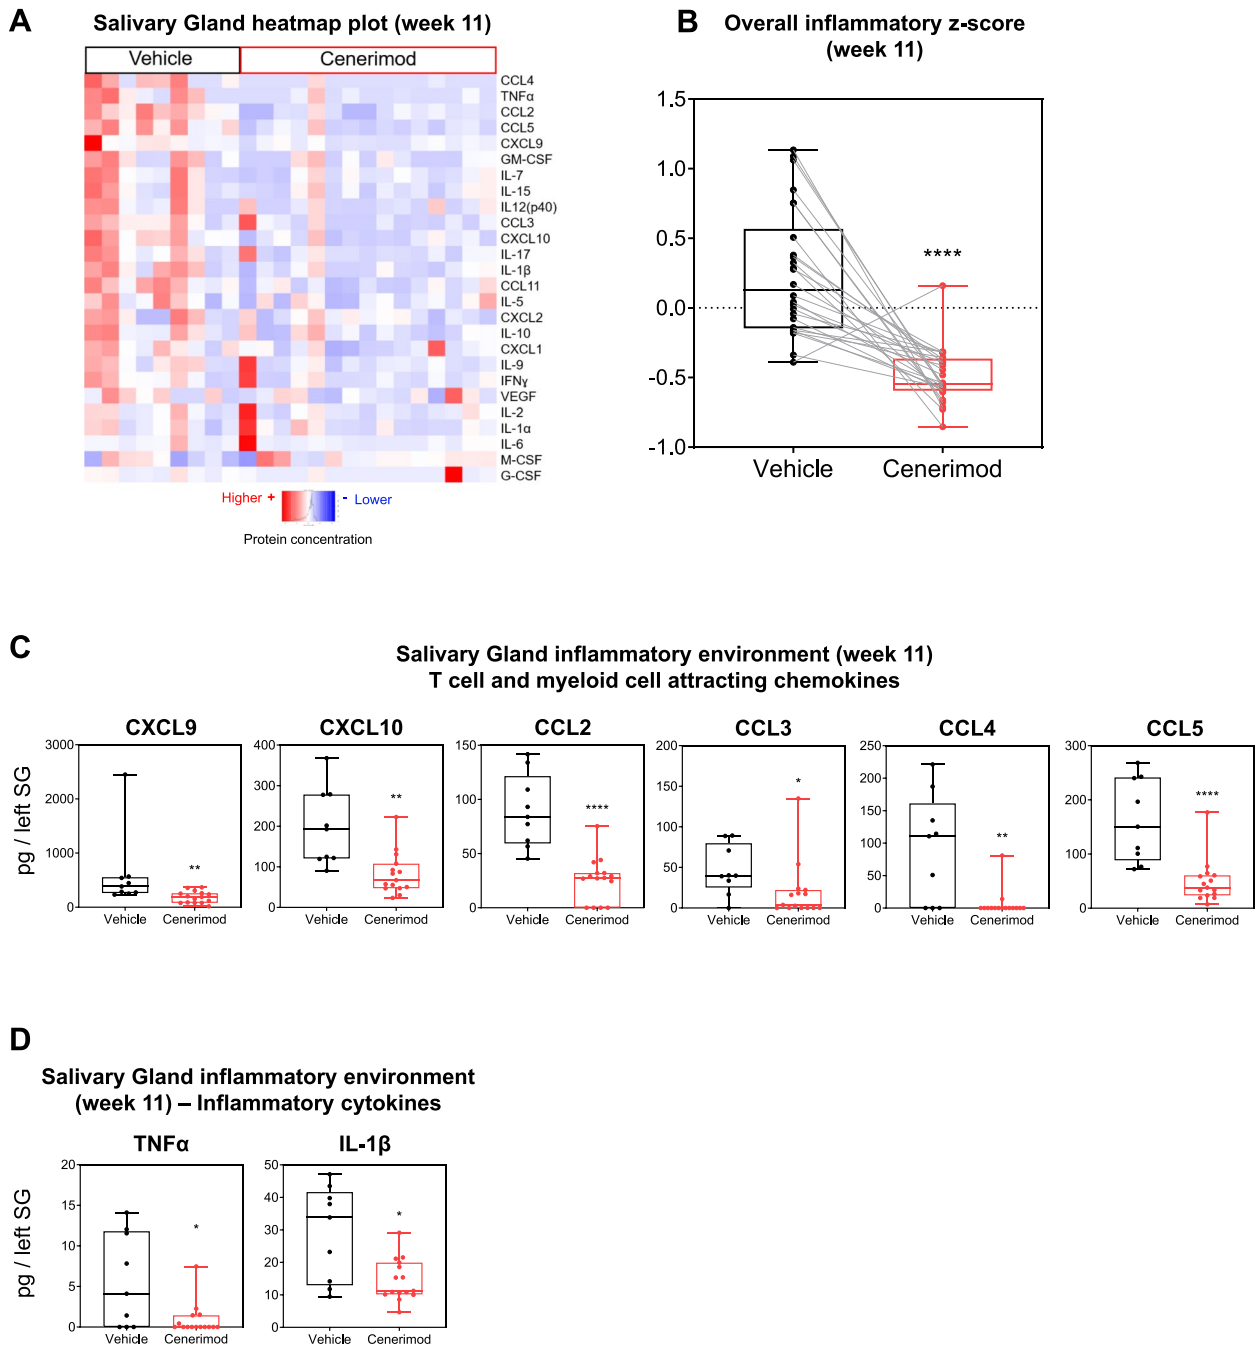 A
Salivary Gland heatmap plot (week 11)
Vehicle
Cenerimod
CCL4
TNFα
CCL2
CCL5
CXCL9
GM-CSF
IL-7
IL-15
IL12(p40)
CCL3
CXCL10
IL-17
IL-1β
CCL11
IL-5
CXCL2
IL-10
CXCL1
IL-9
IFNγ
VEGF
IL-2
IL-1α
IL-6
M-CSF
G-CSF
Higher +
- Lower
Protein concentration
B
Overall inflammatory z-score
(week 11)
1.5
1.0
0.5
0.0
-0.5
-1.0
****
Vehicle
Cenerimod
C
Salivary Gland inflammatory environment (week 11)
T cell and myeloid cell attracting chemokines
pg / left SG
CXCL9
3000
2000
1000
0
**
Vehicle
Cenerimod
CXCL10
400
300
200
100
0
**
Vehicle
Cenerimod
CCL2
150
100
50
0
****
Vehicle
Cenerimod
CCL3
200
150
100
50
0
*
Vehicle
Cenerimod
CCL4
250
200
150
100
50
0
**
Vehicle
Cenerimod
CCL5
300
200
100
0
****
Vehicle
Cenerimod
D
Salivary Gland inflammatory environment
(week 11) – Inflammatory cytokines
pg / left SG
TNFα
20
15
10
5
0
*
Vehicle
Cenerimod
IL-1β
50
40
30
20
10
0
*
Vehicle
Cenerimod